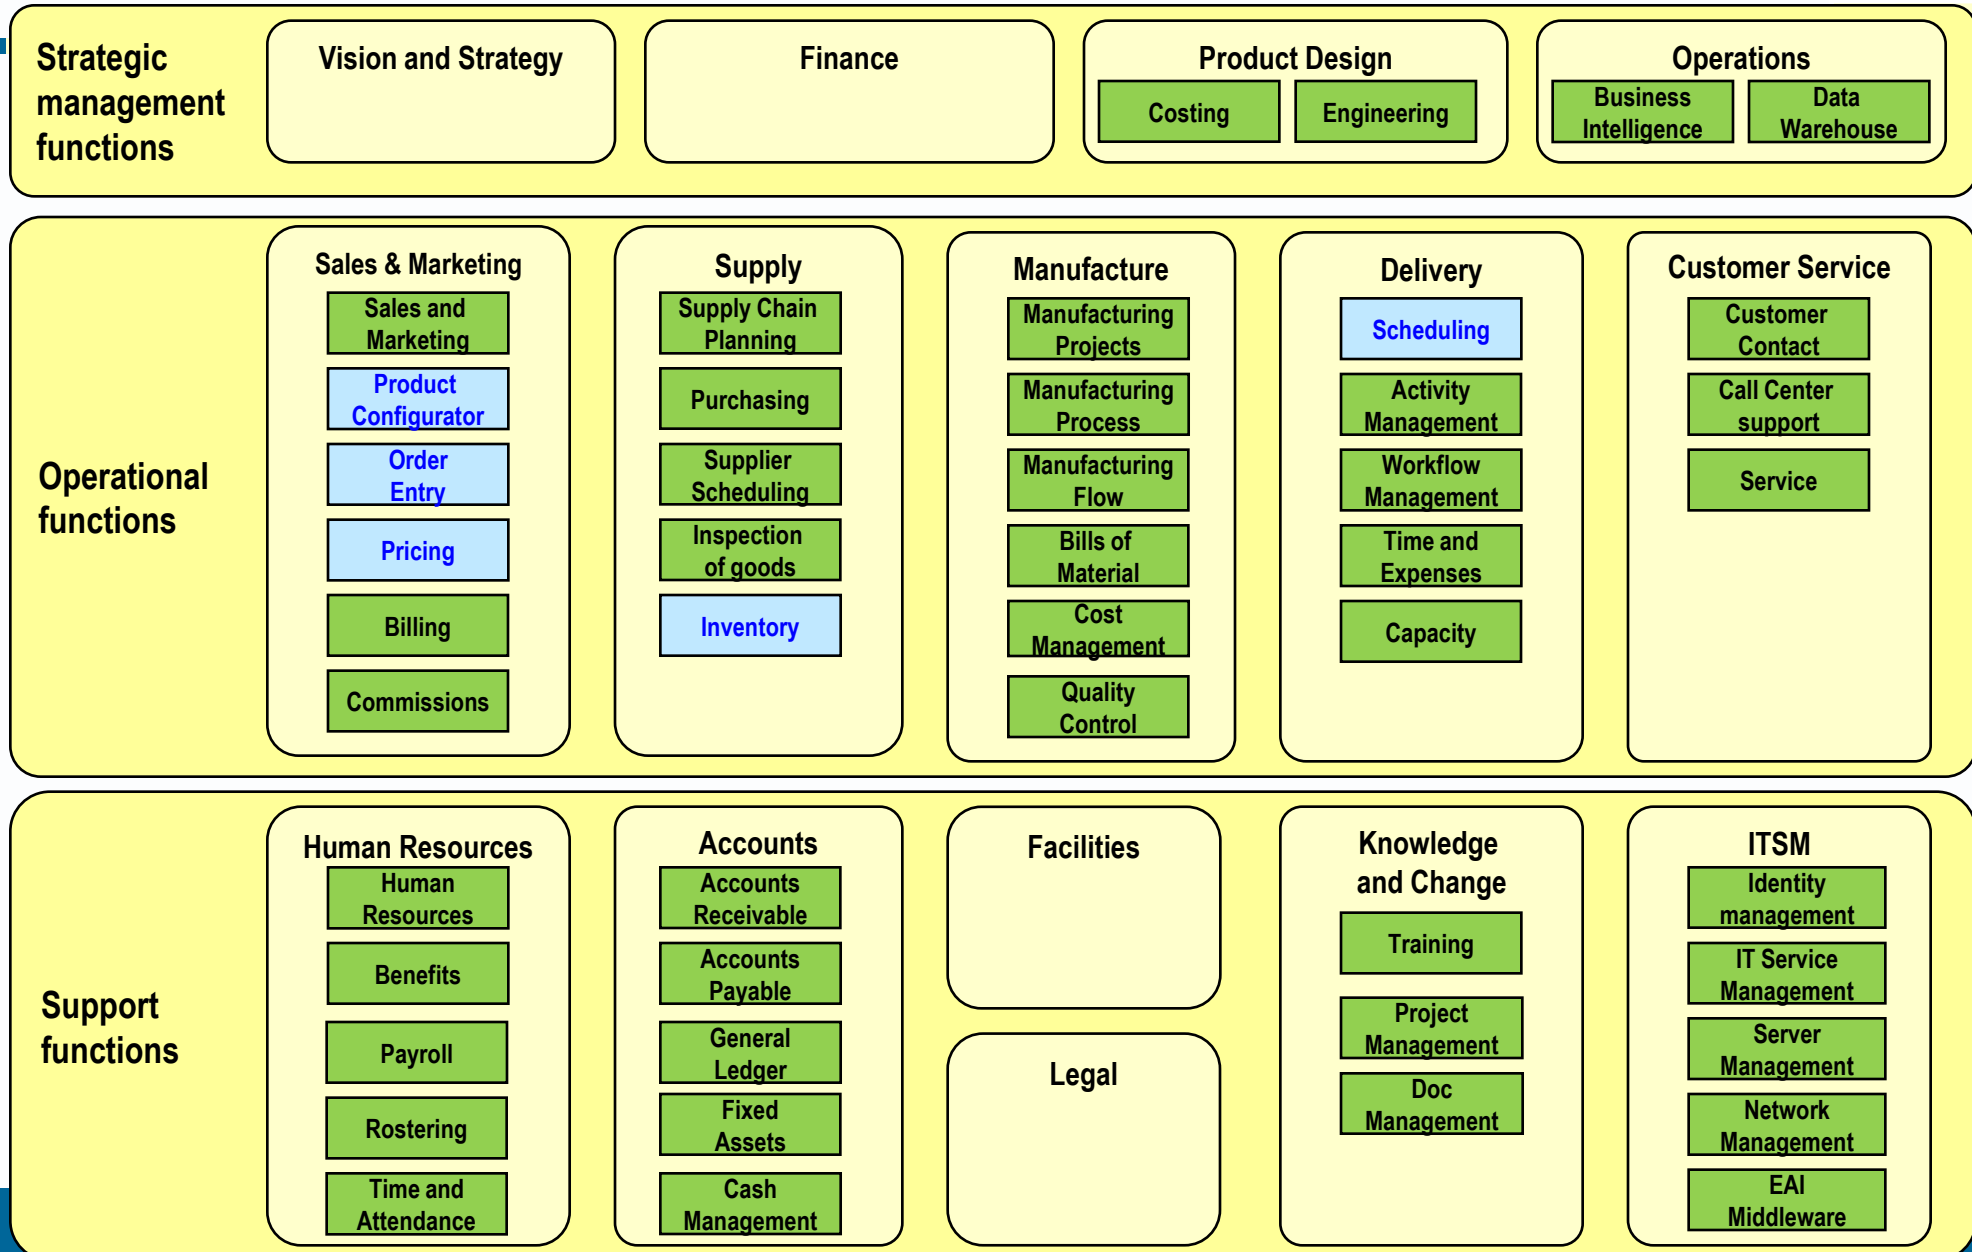 Strategic
management
functions
Vision and Strategy
Finance
Product Design
Costing
Engineering
Operations
Business
Intelligence
Data
Warehouse
Operational
functions
Sales & Marketing
Sales and
Marketing
Product
Configurator
Order
Entry
Pricing
Billing
Commissions
Supply
Supply Chain
Planning
Purchasing
Supplier
Scheduling
Inspection
of goods
Inventory
Manufacture
Manufacturing
Projects
Manufacturing
Process
Manufacturing
Flow
Bills of
Material
Cost
Management
Quality
Control
Delivery
Scheduling
Activity
Management
Workflow
Management
Time and
Expenses
Capacity
Customer Service
Customer
Contact
Call Center
support
Service
Support
functions
Human Resources
Human
Resources
Benefits
Payroll
Rostering
Time and
Attendance
Accounts
Accounts
Receivable
Accounts
Payable
General
Ledger
Fixed
Assets
Cash
Management
Facilities
Legal
Knowledge
and Change
Training
Project
Management
Doc
Management
ITSM
Identity
management
IT Service
Management
Server
Management
Network
Management
EAI
Middleware